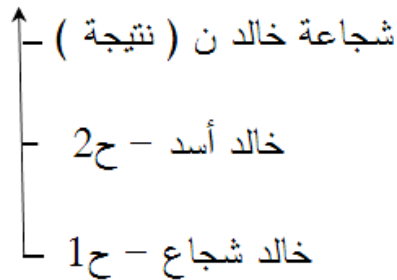 شجاعة خالد ن ( نتيجة )
خالد أسد – ح2
خالد شجاع – ح1